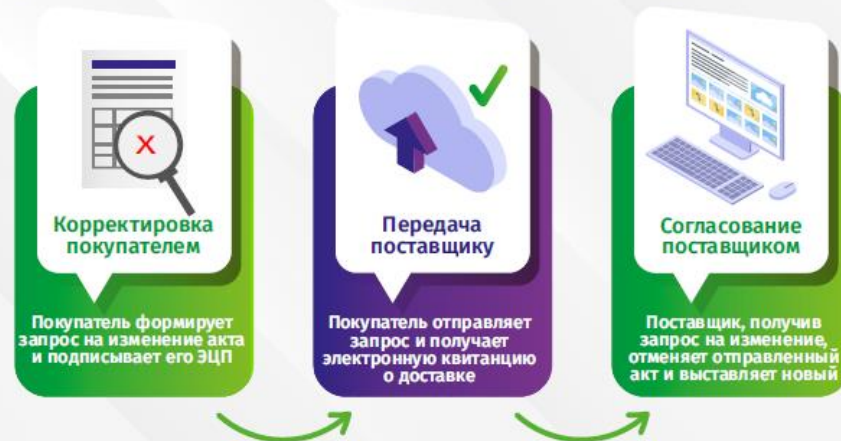 Корректировка
покупателем
Покупатель формирует
запрос на изменение акта
и подписывает его ЭЦП
Передача
поставщику
Покупатель отправляет
запрос и получает
электронную квитанцию
о доставке
Согласование
поставщиком
Поставщик, получив
запрос на изменение,
отменяет отправленный
акт и выставляет новый